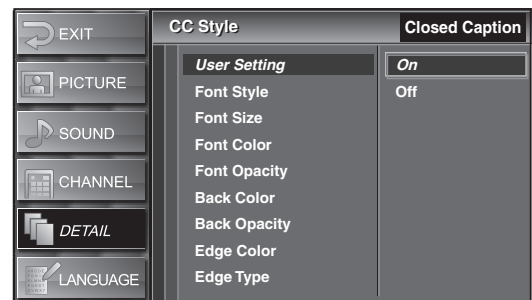 EXIT
PICTURE
SOUND
CHANNEL
DETAIL
LANGUAGE
CC Style
Closed Caption
User Setting
On
Font Style
Off
Font Size
Font Color
Font Opacity
Back Color
Back Opacity
Edge Color
Edge Type